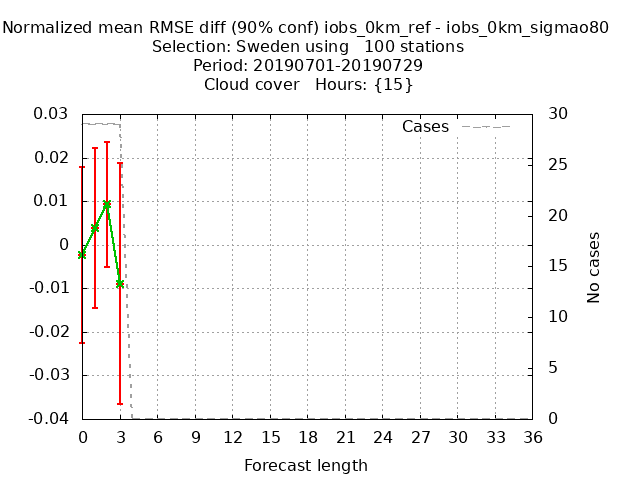 Normalized mean RMSE diff (90% conf) iobs_0km_ref - iobs_0km_sigmao80
Selection: Sweden using   100 stations
Period: 20190701-20190729
Cloud cover   Hours: {15}
Cases
0.03
0.02
0.01
0
-0.01
-0.02
-0.03
-0.04
30
25
20
15
10
5
0
No cases
0 3 6 9 12 15 18 21 24 27 30 33 36
Forecast length